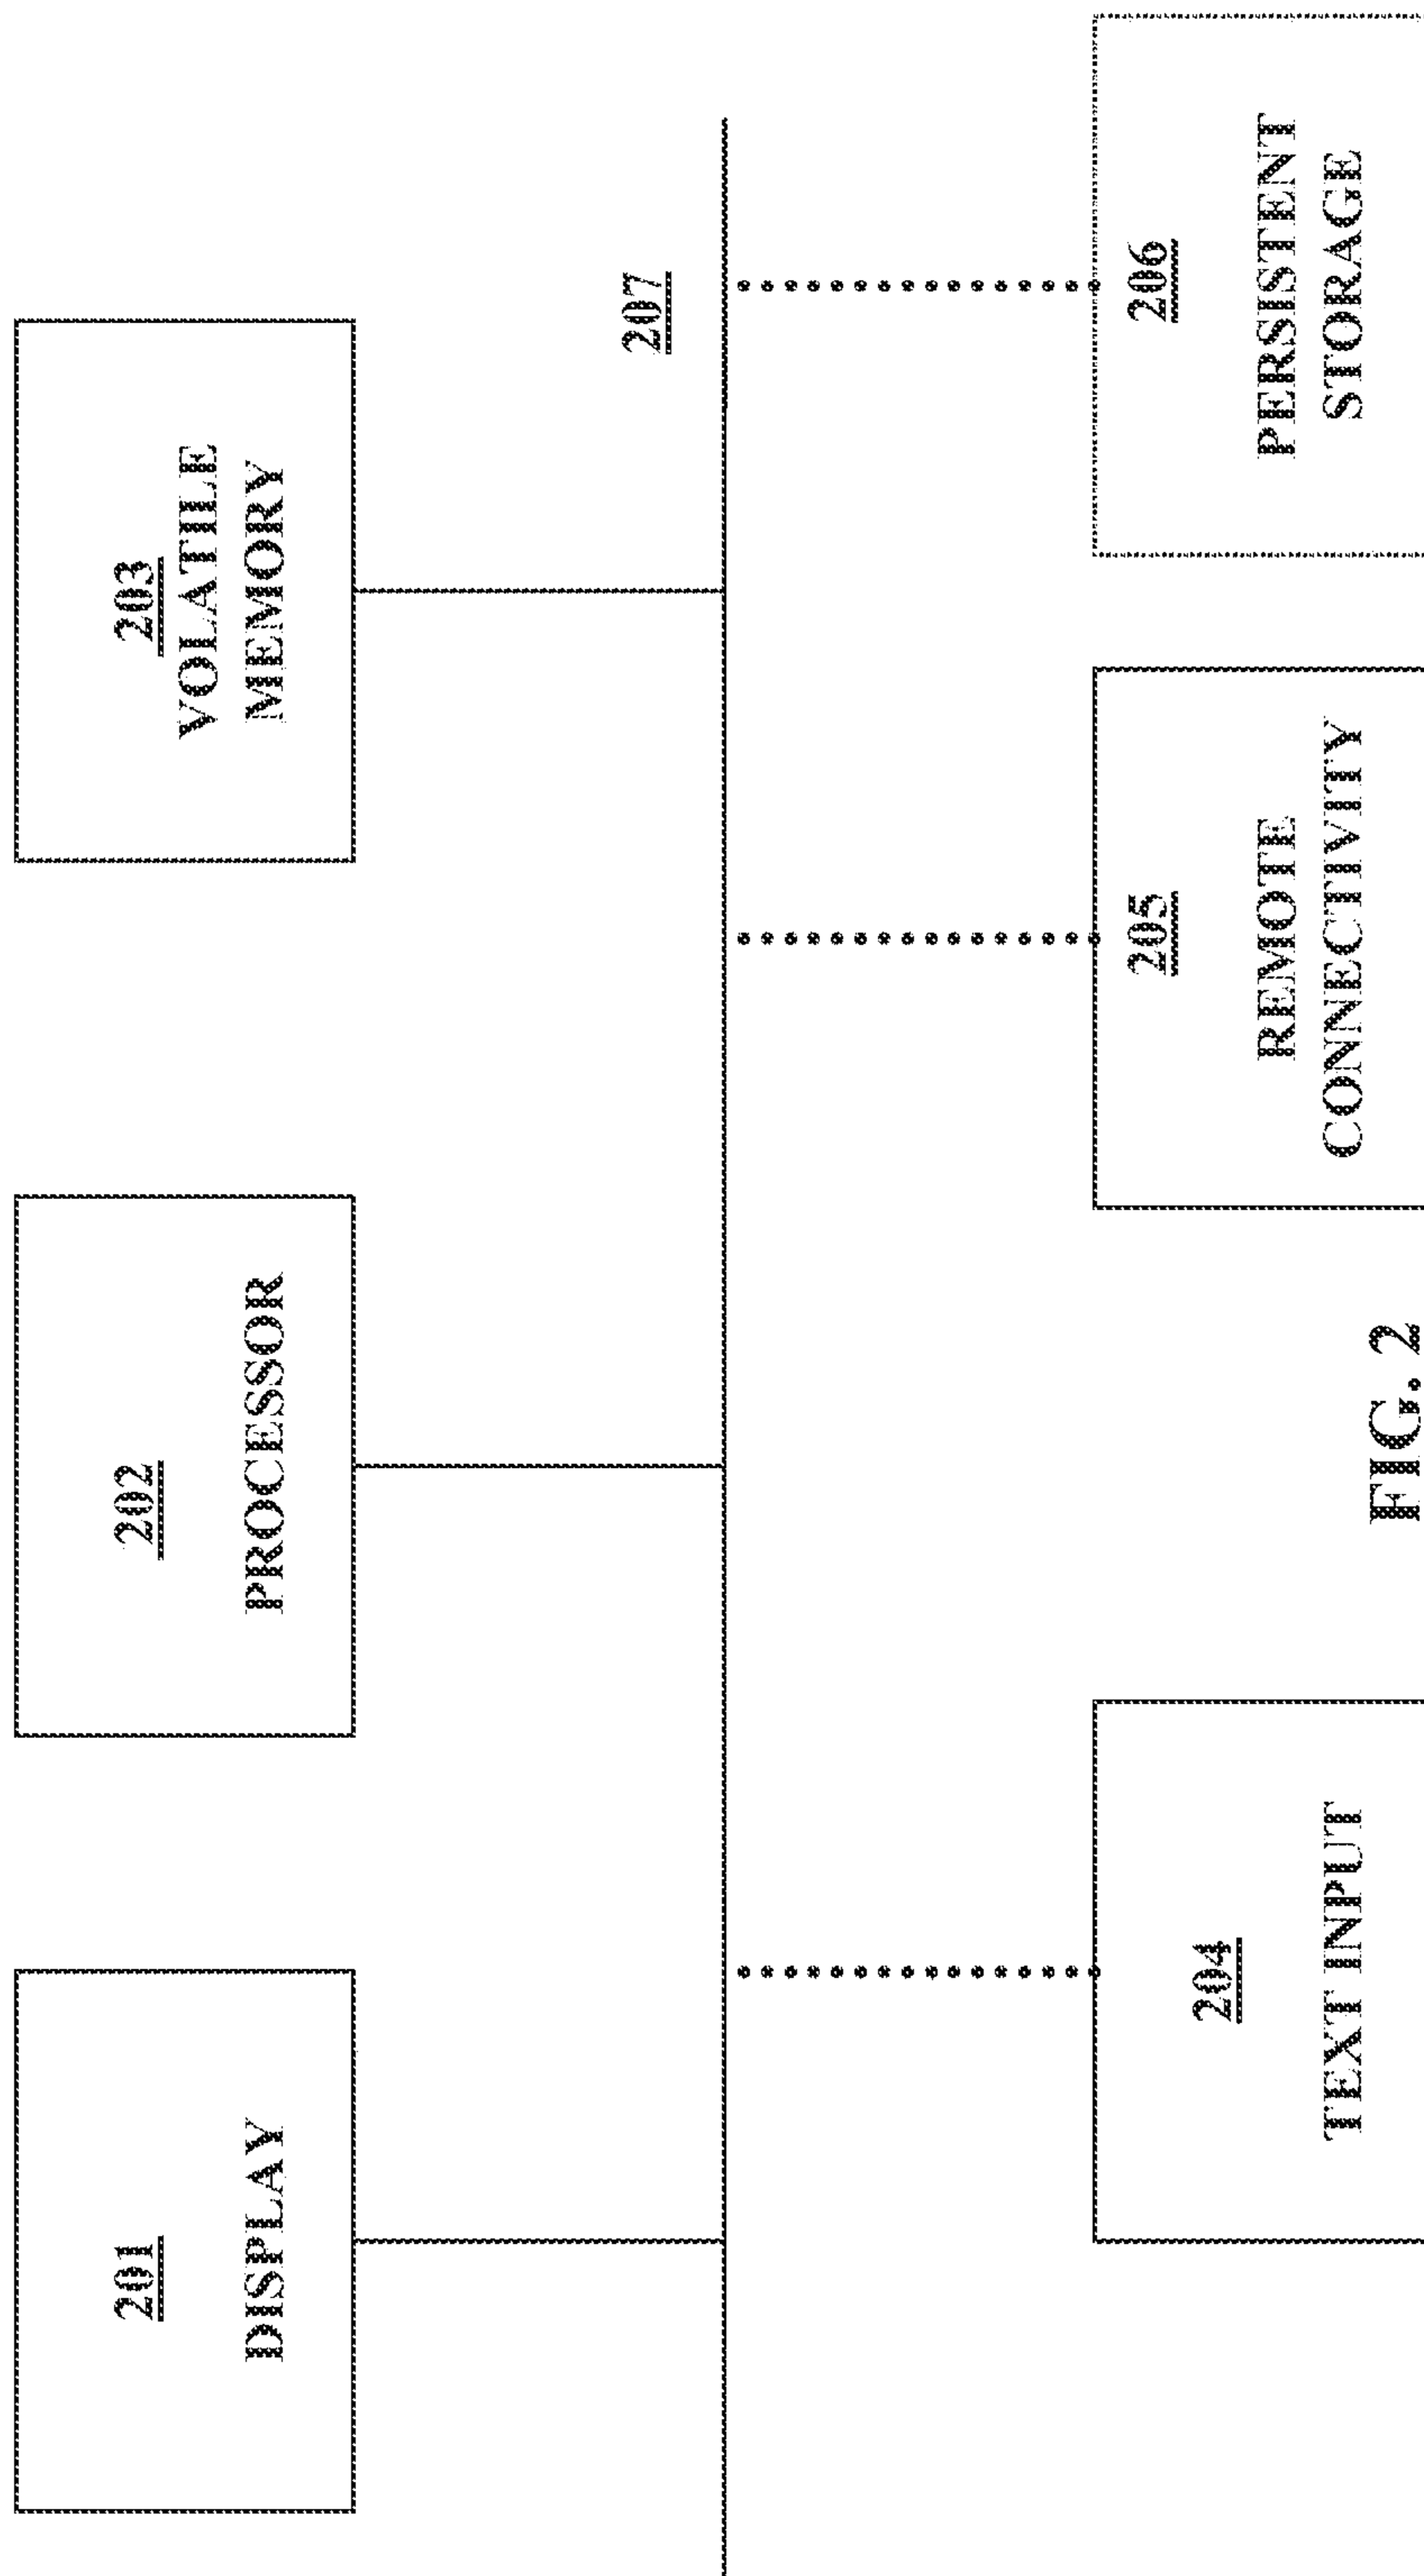 201
DISPLAY
202
PROCESSOR
203
VOLATILE
MEMORY
207
204
TEXT INPUT
205
REMOTE
CONNECTIVITY
206
PERSISTENT
STORAGE
FIG. 2